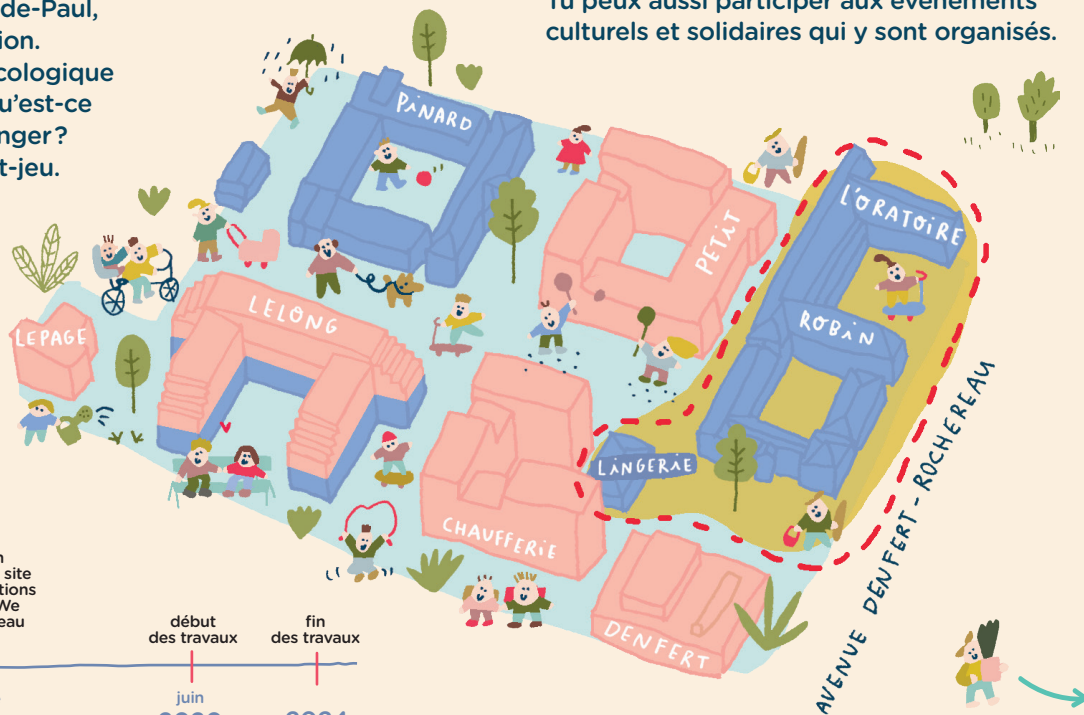 de-Paul,
ion.
cologique
u'est-ce
nger ?
t-jeu.
Tu peux aussi participer aux événements
culturels et solidaires qui y sont organisés.
PINARD
L'ORATOIRE
PETIT
LELONG
ROBIN
LEPAGE
LINGERIE
CHAUFFERIE
DENFERT
AVENUE DENFERT-ROCHEREAU
n
site
tions
We
eau
début
des travaux
fin
des travaux
juin